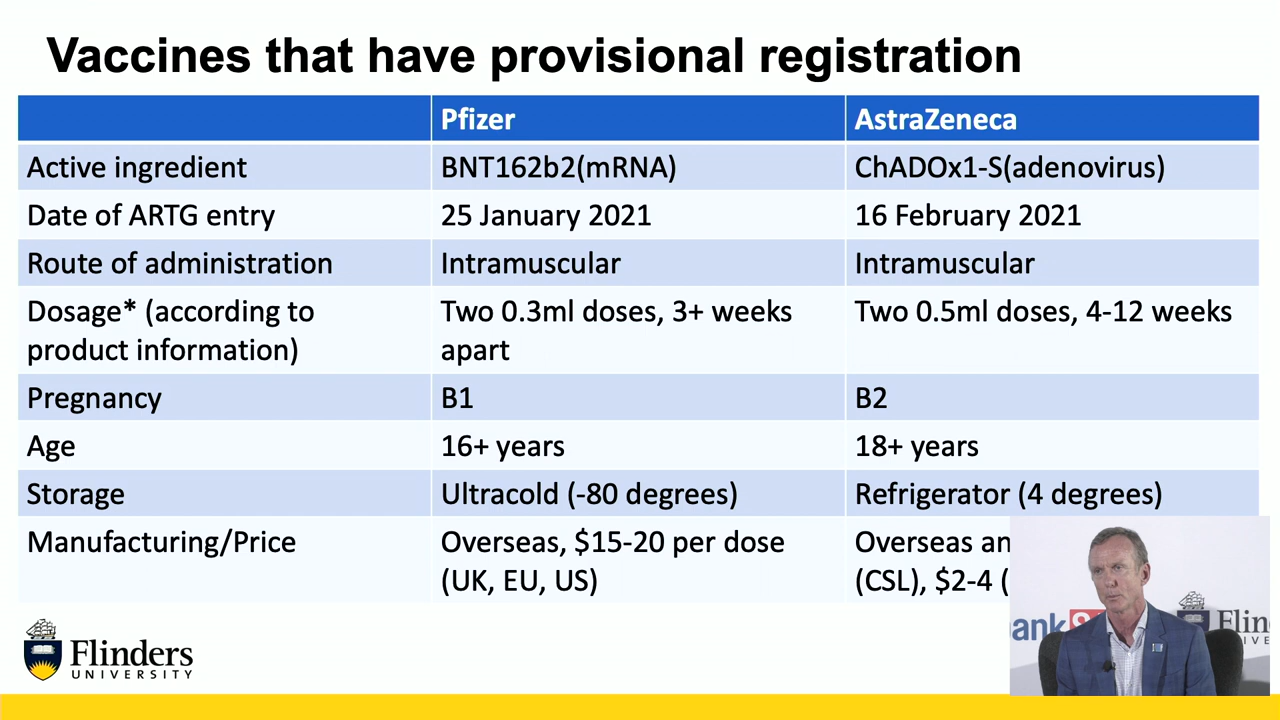 Vaccines that have provisional registration
Pfizer
AstraZeneca
Active ingredient
BNT162b2(mRNA)
ChADOx1-S(adenovirus)
Date of ARTG entry
25 January 2021
16 February 2021
Route of administration
Intramuscular
Intramuscular
Dosage* (according to
product information)
Two 0.3ml doses, 3+ weeks
apart
Two 0.5ml doses, 4-12 weeks
Pregnancy
B1
B2
Age
16+ years
18+ years
Storage
Ultracold (-80 degrees)
Refrigerator (4 degrees)
Manufacturing/Price
Overseas, $15-20 per dose
(UK, EU, US)
Overseas
(CSL), $2-4 (
Flinders
UNIVERSITY